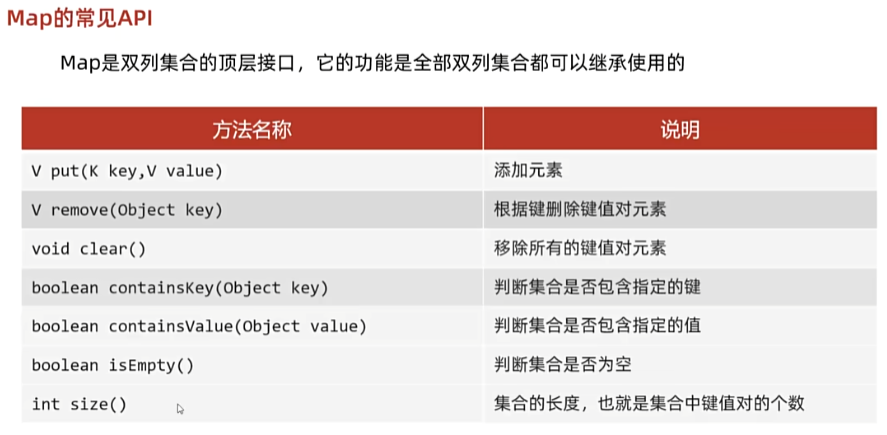 Map的常见API
Map是双列集合的顶层接口，它的功能是全部双列集合都可以继承使用的
方法名称 说明
V put(K key,V value) 添加元素
V remove(Object key) 根据键删除键值对元素
void clear() 移除所有的键值对元素
boolean containsKey(Object key) 判断集合是否包含指定的键
boolean containsValue(Object value) 判断集合是否包含指定的值
boolean isEmpty() 判断集合是否为空
int size() 集合的长度，也就是集合中键值对的个数